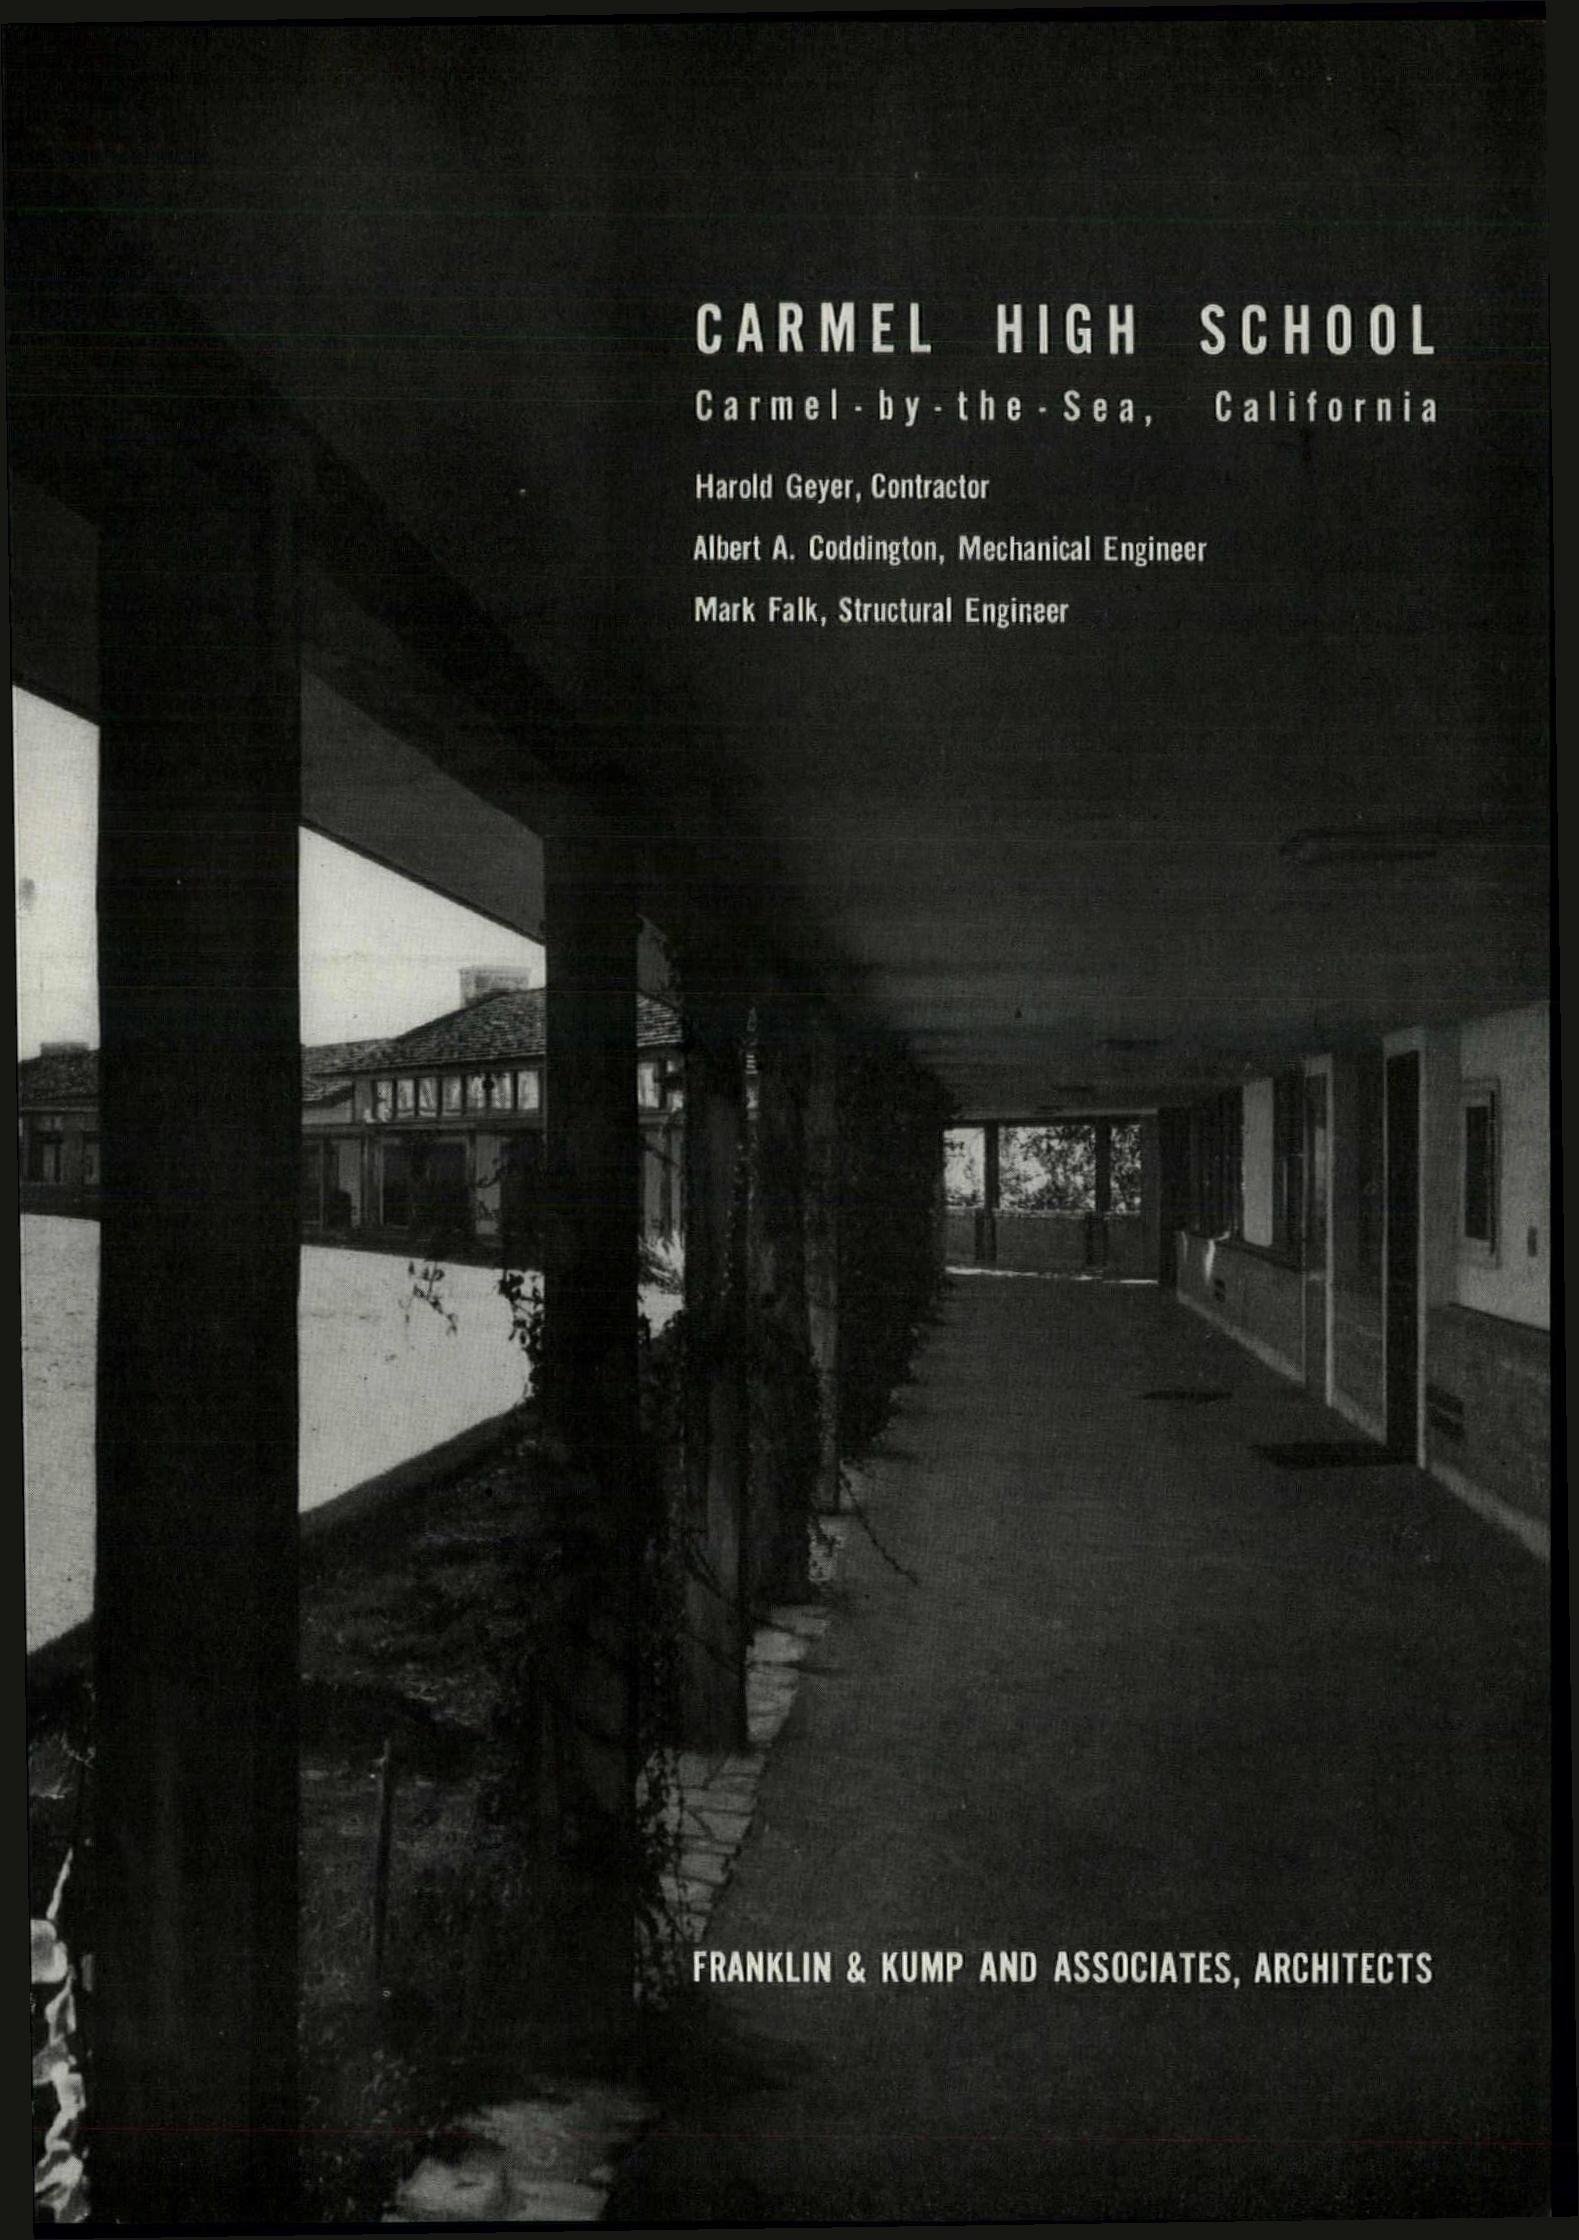 CARMEL HIGH SCHOOL
Carmel-by-the-Sea, California
Harold Geyer, Contractor
Albert A. Coddington, Mechanical Engineer
Mark Falk, Structural Engineer
FRANKLIN & KUMP AND ASSOCIATES, ARCHITECTS